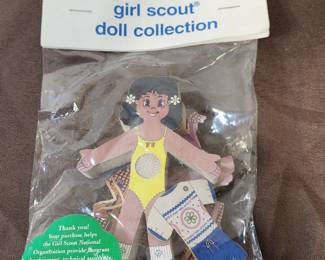 girl scout®
doll collection
Thank you!
Your purchase helps
the Girl Scout National
Organization provide program